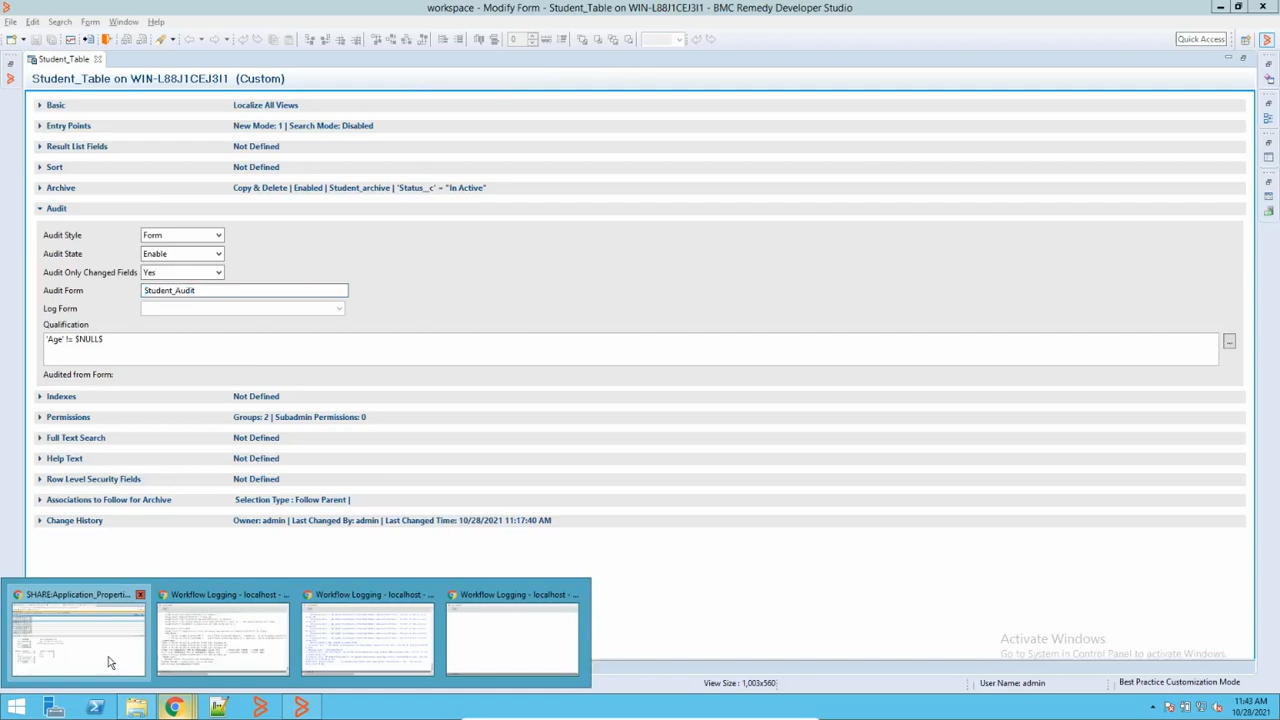 workspace - Modify Form - Student_Table on WIN-L88J1CEJ3I1 - BMC Remedy Developer Studio
File Edit Search Form Window Help
0
Quick Access
Student_Table
Student_Table on WIN-L88J1CEJ3I1 (Custom)
Basic Localize All Views
Entry Points New Mode: 1 | Search Mode: Disabled
Result List Fields Not Defined
Sort Not Defined
Archive Copy & Delete | Enabled | Student_archive | 'Status__c' = "In Active"
Audit
Audit Style Form
Audit State Enable
Audit Only Changed Fields Yes
Audit Form Student_Audit
Log Form
Qualification
'Age' != $NULL$
...
Audited from Form:
Indexes Not Defined
Permissions Groups: 2 | Subadmin Permissions: 0
Full Text Search Not Defined
Help Text Not Defined
Row Level Security Fields Not Defined
Associations to Follow for Archive Selection Type : Follow Parent |
Change History Owner: admin | Last Changed By: admin | Last Changed Time: 10/28/2021 11:17:40 AM
SHARE:Application_Properti... Workflow Logging - localhost - ... Workflow Logging - localhost - ... Workflow Logging - localhost - ...
Activate Windows
Go to System in Control Panel to activate Windows.
View Size : 1,003x560 User Name: admin Best Practice Customization Mode
11:43 AM
10/28/2021